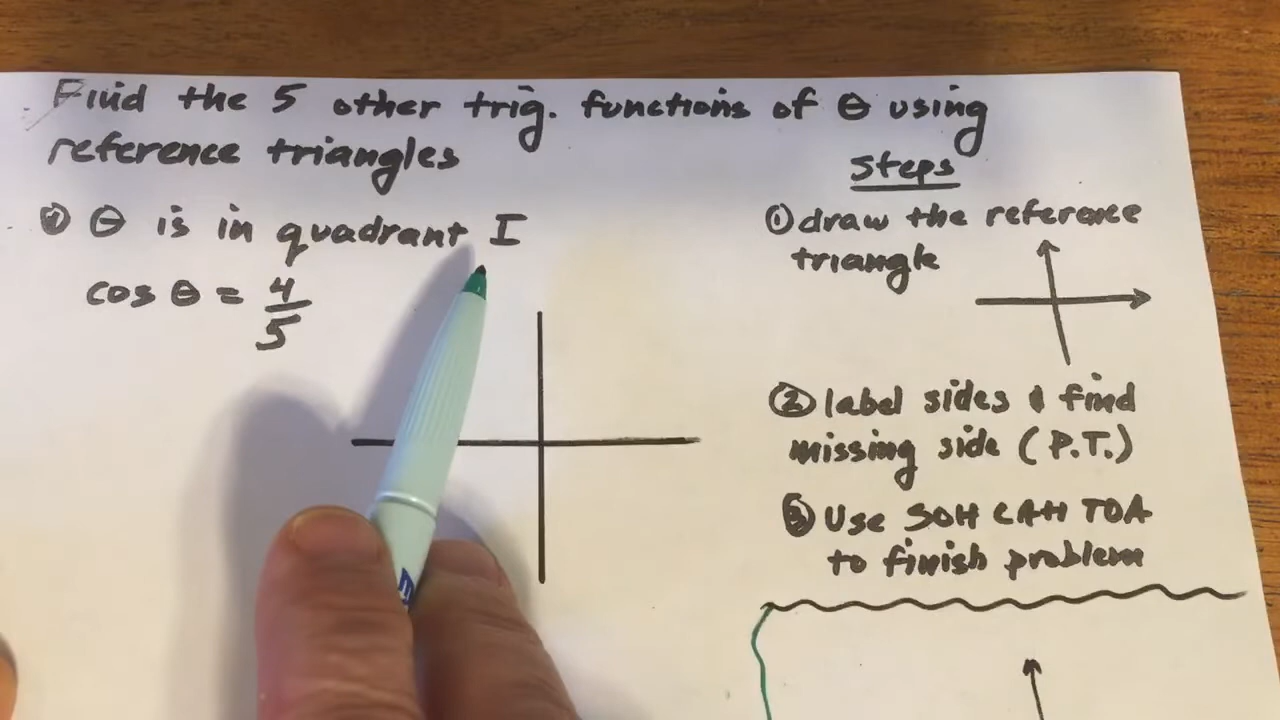 Find the 5 other trig. functions of θ using
reference triangles
Steps
θ is in quadrant I
cos θ = 4/5
① draw the reference
triangle
② label sides & find
missing side (P.T.)
③ Use SOH CAH TOA
to finish problem